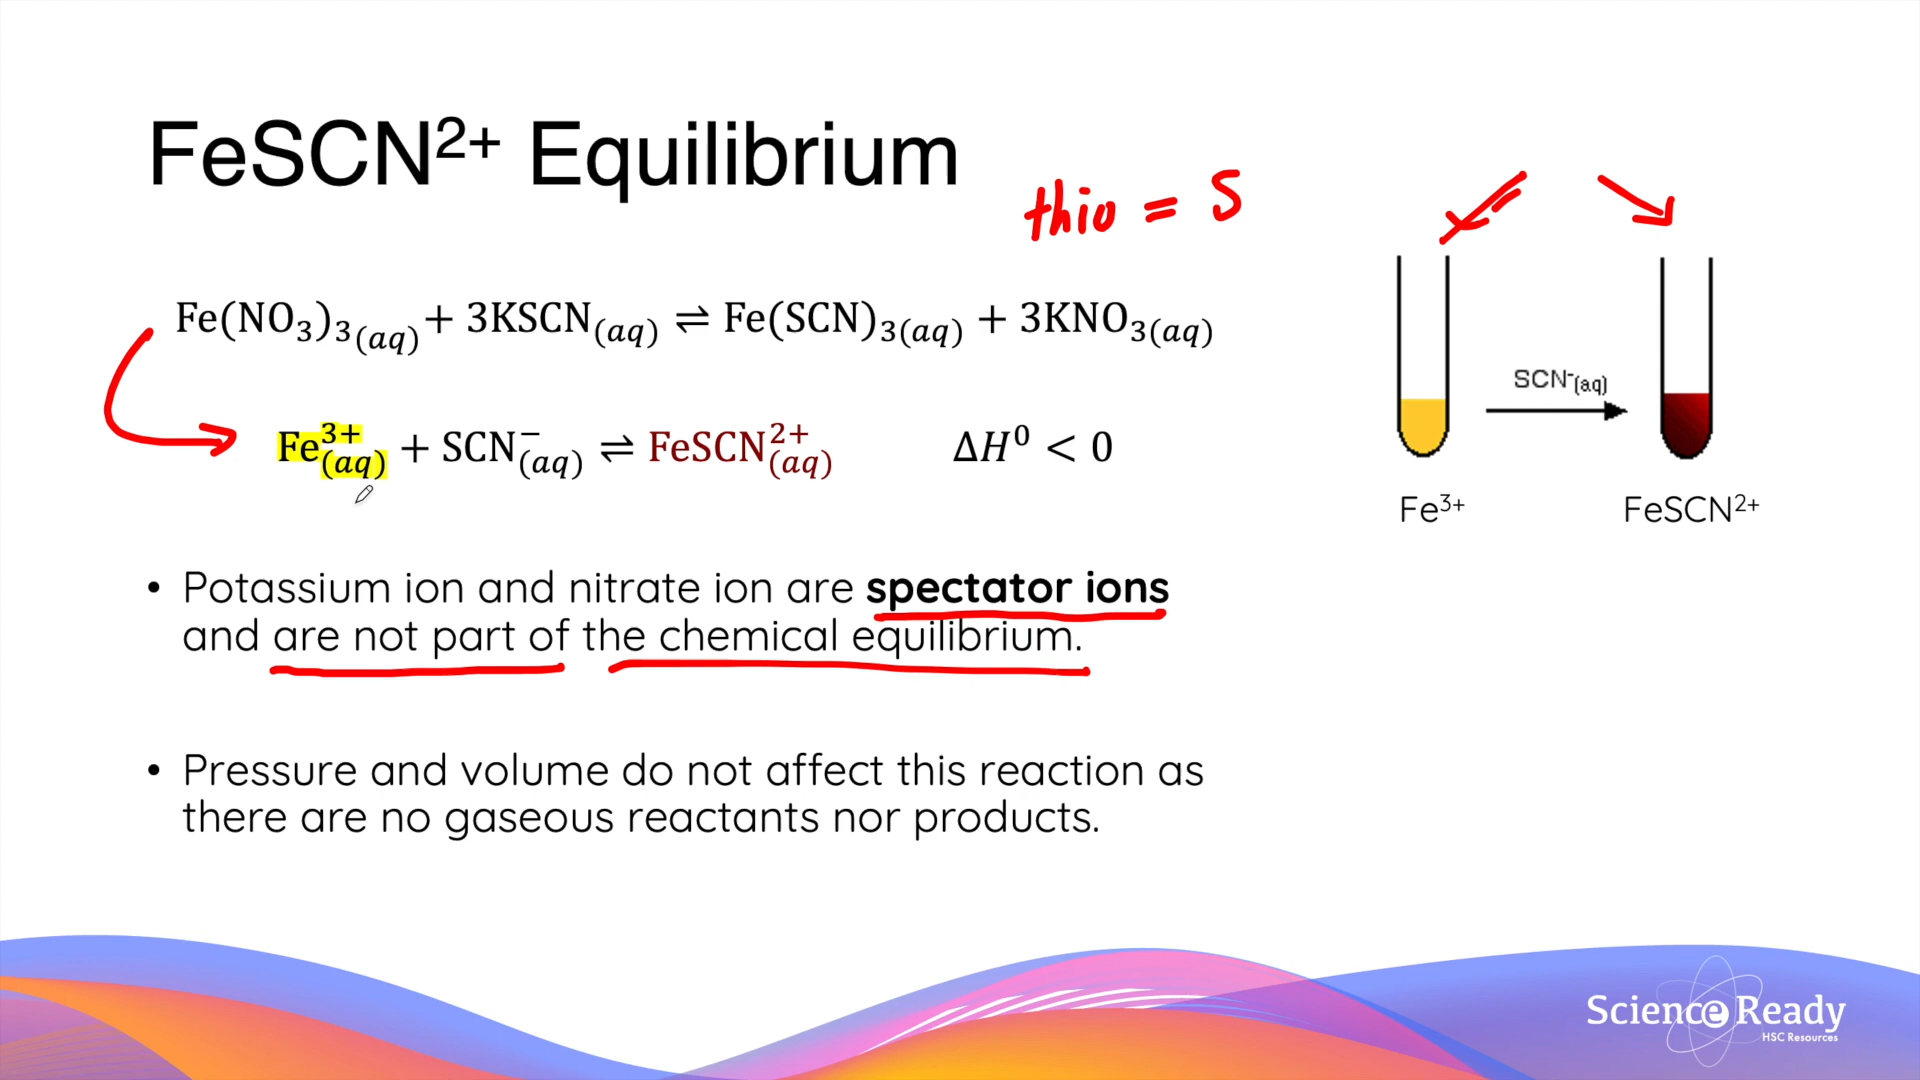 FeSCN²⁺ Equilibrium
thio = S
Fe(NO₃)₃(aq) + 3KSCN(aq) ⇌ Fe(SCN)₃(aq) + 3KNO₃(aq)
Fe³⁺(aq) + SCN⁻(aq) ⇌ FeSCN²⁺(aq) ΔH⁰ < 0
SCN⁻(aq)
Fe³⁺ FeSCN²⁺
• Potassium ion and nitrate ion are spectator ions
and are not part of the chemical equilibrium.
• Pressure and volume do not affect this reaction as
there are no gaseous reactants nor products.
Science Ready
HSC Resources